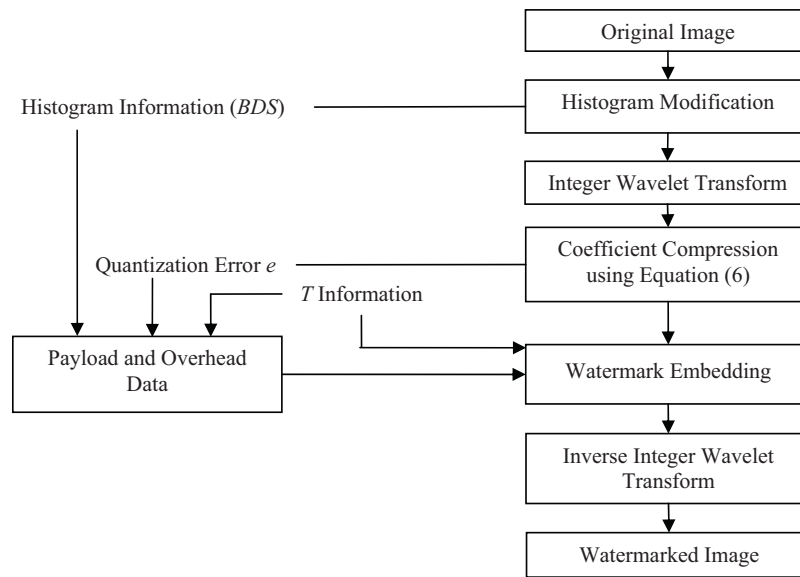 Original Image
Histogram Information (BDS)
Histogram Modification
Integer Wavelet Transform
Quantization Error e
Coefficient Compression
using Equation (6)
T Information
Payload and Overhead
Data
Watermark Embedding
Inverse Integer Wavelet
Transform
Watermarked Image